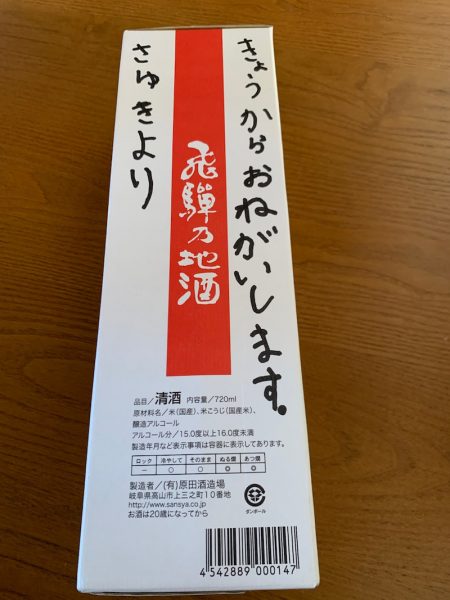 きょうからおねがいします。
さゆきより
飛騨乃地酒
品目／清酒 内容量／720ml
原材料名／米（国産）、米こうじ（国産米）、
醸造アルコール
アルコール分／15.0度以上16.0度未満
製造年月など表示事項は容器に表示してあります。
ロック 冷やして そのまま ぬる燗 あつ燗
－ ○ ○ ◎ ◎
製造者／（有）原田酒造場
岐阜県高山市上三之町10番地
http://www.sansya.co.jp
お酒は20歳になってから
ダンボール
4 542889 000147